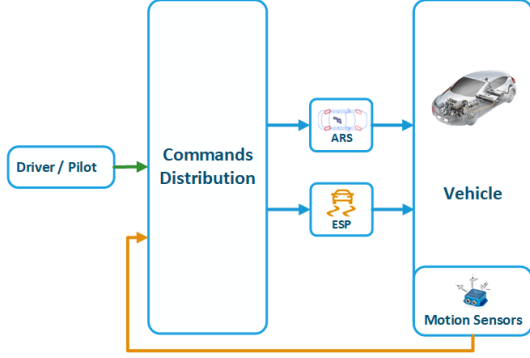 Driver / Pilot
Commands
Distribution
ARS
ESP
Vehicle
Motion Sensors